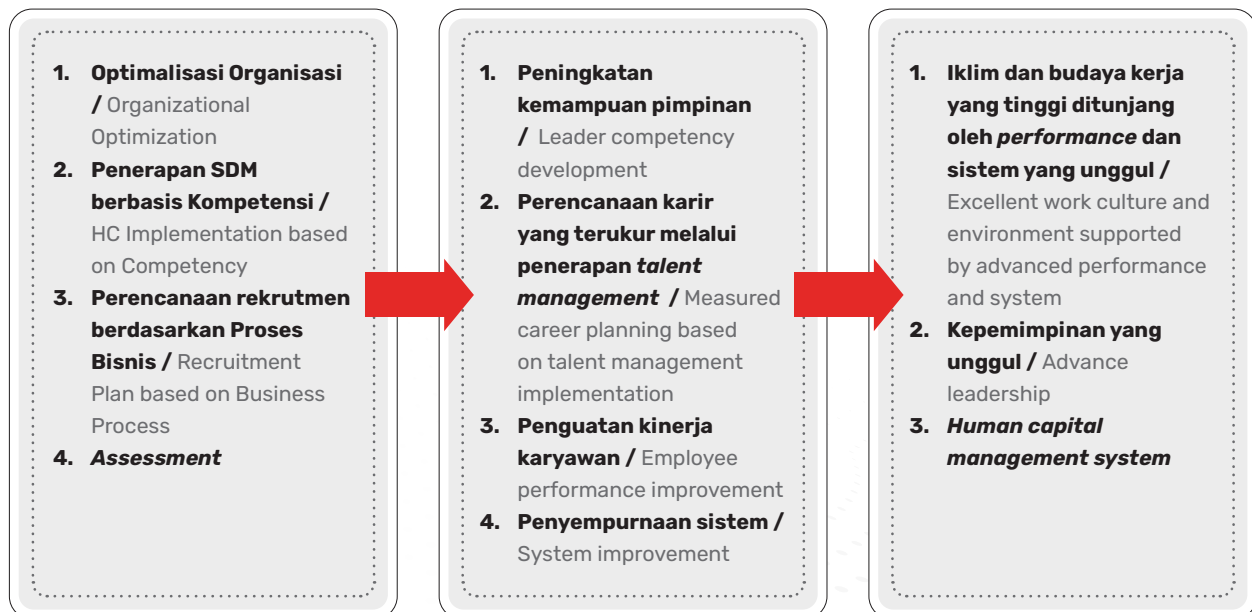 1. Optimalisasi Organisasi
/ Organizational
Optimization
2. Penerapan SDM
berbasis Kompetensi /
HC Implementation based
on Competency
3. Perencanaan rekrutmen
berdasarkan Proses
Bisnis / Recruitment
Plan based on Business
Process
4. Assessment
1. Peningkatan
kemampuan pimpinan
/ Leader competency
development
2. Perencanaan karir
yang terukur melalui
penerapan talent
management / Measured
career planning based
on talent management
implementation
3. Penguatan kinerja
karyawan / Employee
performance improvement
4. Penyempurnaan sistem /
System improvement
1. Iklim dan budaya kerja
yang tinggi ditunjang
oleh performance dan
sistem yang unggul /
Excellent work culture and
environment supported
by advanced performance
and system
2. Kepemimpinan yang
unggul / Advance
leadership
3. Human capital
management system